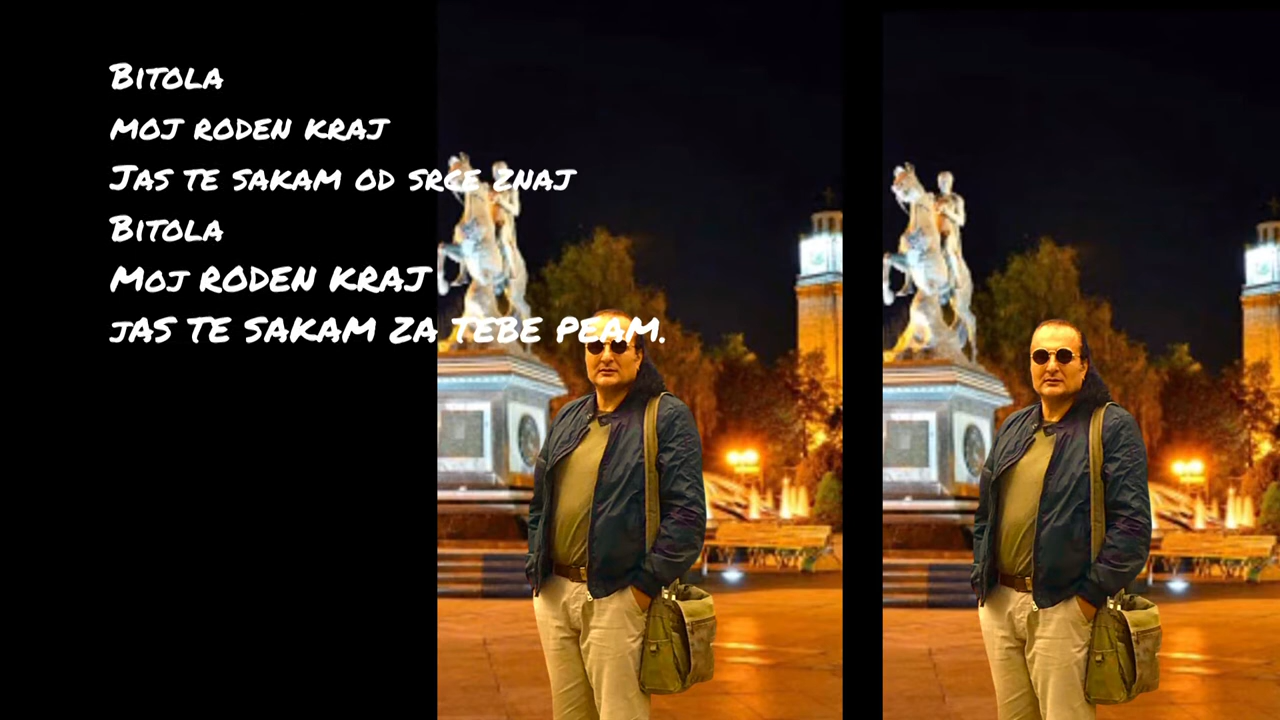 Bitola
moj roden kraj
Jas te sakam od srce znaj
Bitola
Moj RODEN KRAJ
jAS TE SAKAM ZA TEBE PEAM.